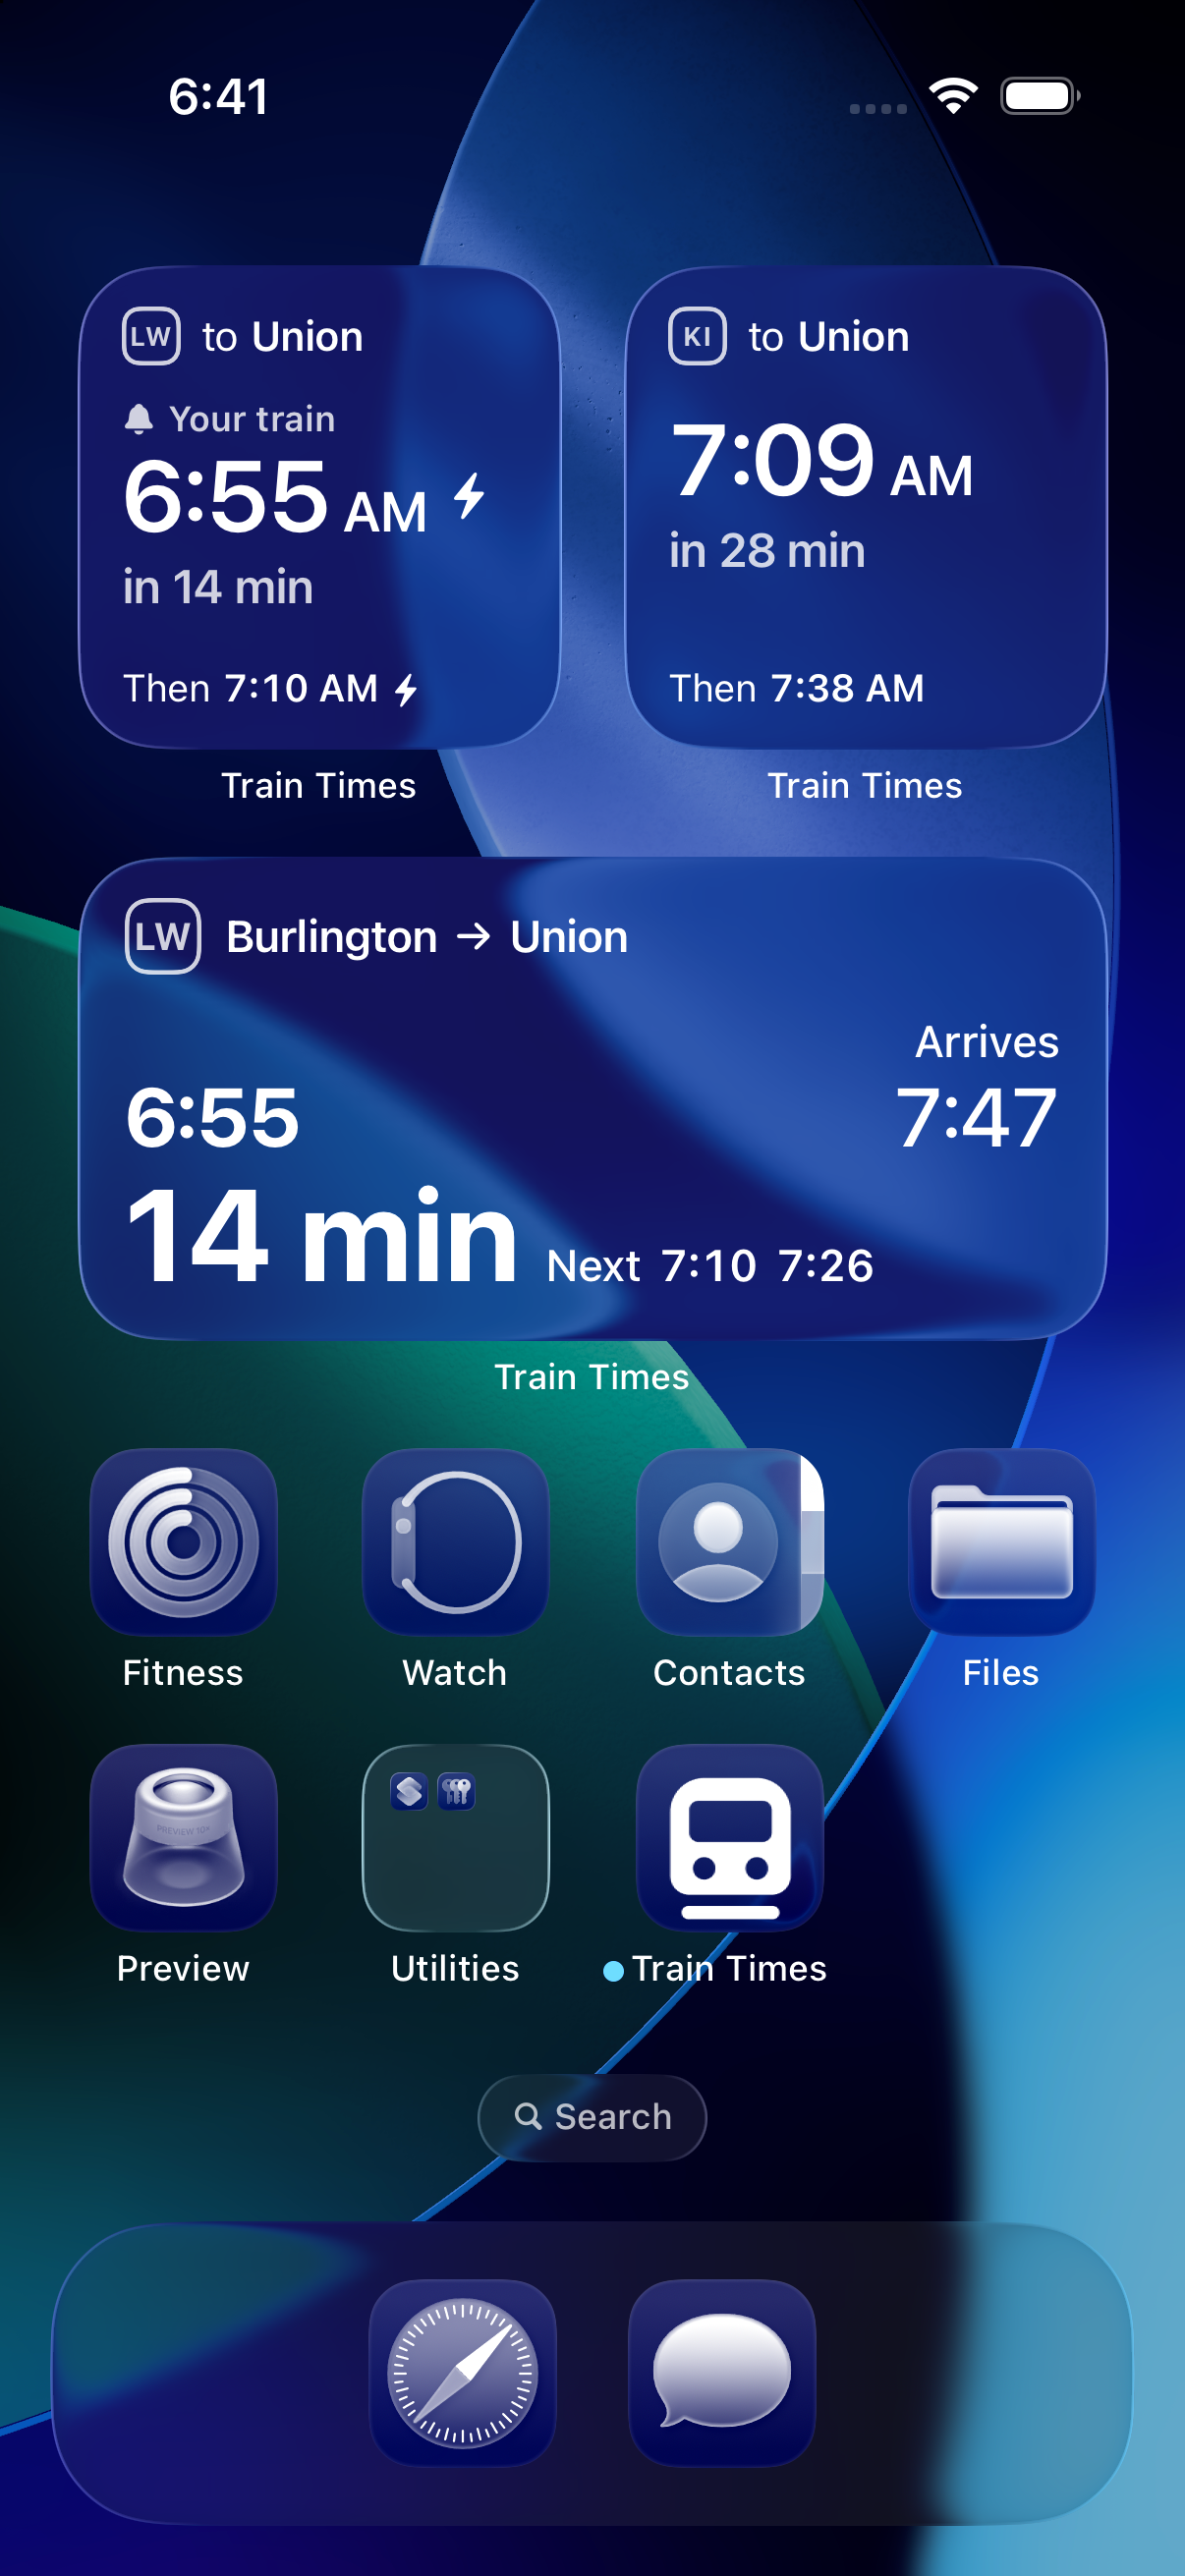 6:41
LW to Union
Your train
6:55 AM
in 14 min
Then 7:10 AM
Train Times
KI to Union
7:09 AM
in 28 min
Then 7:38 AM
Train Times
LW Burlington → Union
Arrives
6:55 7:47
14 min Next 7:10 7:26
Train Times
Fitness Watch Contacts Files
Preview Utilities Train Times
Search